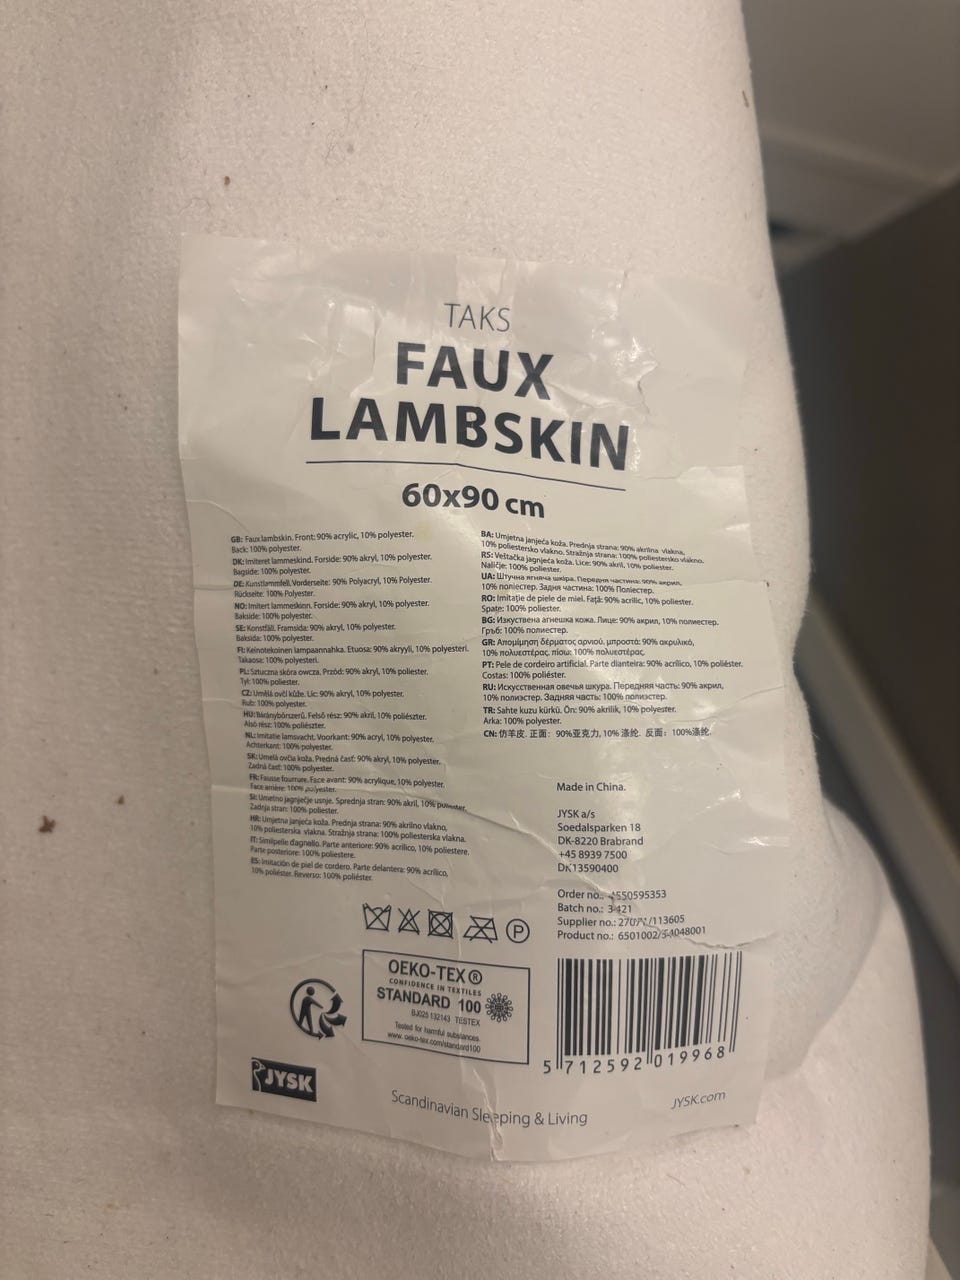 TAKS
FAUX
LAMBSKIN
60x90 cm
GB: Faux lambskin. Front: 90% acrylic, 10% polyester.
Back: 100% polyester.
DK: Imiteret lammeskind. Forside: 90% akryl, 10% polyester.
Bagside: 100% polyester.
DE: Kunstlammfell. Vorderseite: 90% Polyacryl, 10% Polyester.
Rückseite: 100% Polyester.
NO: Imitert lammeskinn. Forside: 90% akryl, 10% polyester.
Bakside: 100% polyester.
SE: Konstfäll. Framsida: 90% akryl, 10% polyester.
Baksida: 100% polyester.
FI: Keinotekoinen lampaannahka. Etuosa: 90% akryyli, 10% polyesteri.
Takaosa: 100% polyesteri.
PL: Sztuczna skóra owcza. Przód: 90% akryl, 10% poliester.
Tył: 100% poliester.
CZ: Umělá ovčí kůže. Líc: 90% akryl, 10% polyester.
Rub: 100% polyester.
HU: Báránybőrszerű. Felső rész: 90% akril, 10% poliészter.
Alsó rész: 100% poliészter.
NL: Imitatie lamsvacht. Voorkant: 90% acryl, 10% polyester.
Achterkant: 100% polyester.
SK: Umelá ovčia koža. Predná časť: 90% akryl, 10% polyester.
Zadná časť: 100% polyester.
FR: Fausse fourrure. Face avant: 90% acrylique, 10% polyester.
Face arrière: 100% polyester.
SI: Umetno jagnječje usnje. Sprednja stran: 90% akril, 10% poliester.
Zadnja stran: 100% poliester.
HR: Umjetna janjeća koža. Prednja strana: 90% akrilno vlakno,
10% poliesterska vlakna. Stražnja strana: 100% poliesterska vlakna.
IT: Similpelle d'agnello. Parte anteriore: 90% acrilico, 10% poliestere.
Parte posteriore: 100% poliestere.
ES: Imitación de piel de cordero. Parte delantera: 90% acrílico,
10% poliéster. Reverso: 100% poliéster.
BA: Umjetna janjeća koža. Prednja strana: 90% akrilna vlakna,
10% poliestersko vlakno. Stražnja strana: 100% poliestersko vlakno.
RS: Veštačka jagnjeća koža. Lice: 90% akril, 10% poliester.
Naličje: 100% poliester.
UA: Штучна ягняча шкіра. Передня частина: 90% акрил,
10% поліестер. Задня частина: 100% Поліестер.
RO: Imitație de piele de miel. Față: 90% acrilic, 10% poliester.
Spate: 100% poliester.
BG: Изкуствена агнешка кожа. Лице: 90% акрил, 10% полиестер.
Гръб: 100% полиестер.
GR: Απομίμηση δέρματος αρνιού, μπροστά: 90% ακρυλικό,
10% πολυεστέρας, πίσω: 100% πολυεστέρας.
PT: Pele de cordeiro artificial. Parte dianteira: 90% acrílico, 10% poliéster.
Costas: 100% poliéster.
RU: Искусственная овечья шкура. Передняя часть: 90% акрил,
10% полиэстер. Задняя часть: 100% полиэстер.
TR: Sahte kuzu kürkü. Ön: 90% akrilik, 10% polyester.
Arka: 100% polyester.
CN: 仿羊皮. 正面: 90%亚克力, 10% 涤纶. 反面: 100%涤纶.
Made in China.
JYSK a/s
Soedalsparken 18
DK-8220 Brabrand
+45 8939 7500
DK13590400
Order no.: 4550595353
Batch no.: 3421
Supplier no.: /113605
Product no.: 6501002/54048001
P
OEKO-TEX®
CONFIDENCE IN TEXTILES
STANDARD 100
BJ025 132143 TESTEX
Tested for harmful substances.
www.oeko-tex.com/standard100
5 712592 019968
JYSK
Scandinavian Sleeping & Living
JYSK.com